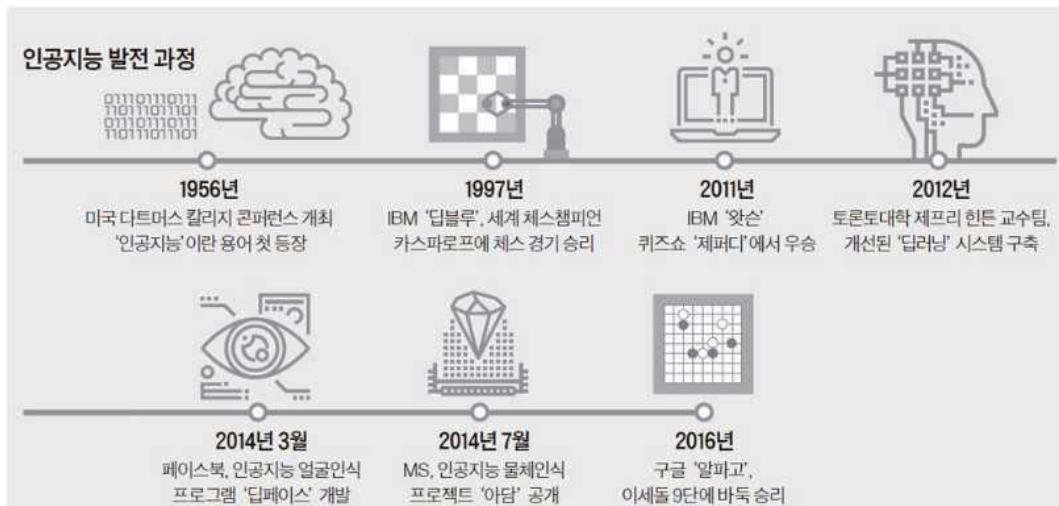 인공지능 발전 과정
011101110111
110111011101
011101110111
110111011101
1956년
미국 다트머스 칼리지 콘퍼런스 개최
‘인공지능’이란 용어 첫 등장
1997년
IBM ‘딥블루’, 세계 체스챔피언
카스파로프에 체스 경기 승리
2011년
IBM ‘왓슨’
퀴즈쇼 ‘제퍼디’에서 우승
2012년
토론토대학 제프리 힌튼 교수팀,
개선된 ‘딥러닝’ 시스템 구축
2014년 3월
페이스북, 인공지능 얼굴인식
프로그램 ‘딥페이스’ 개발
2014년 7월
MS, 인공지능 물체인식
프로젝트 ‘아담’ 공개
2016년
구글 ‘알파고’,
이세돌 9단에 바둑 승리